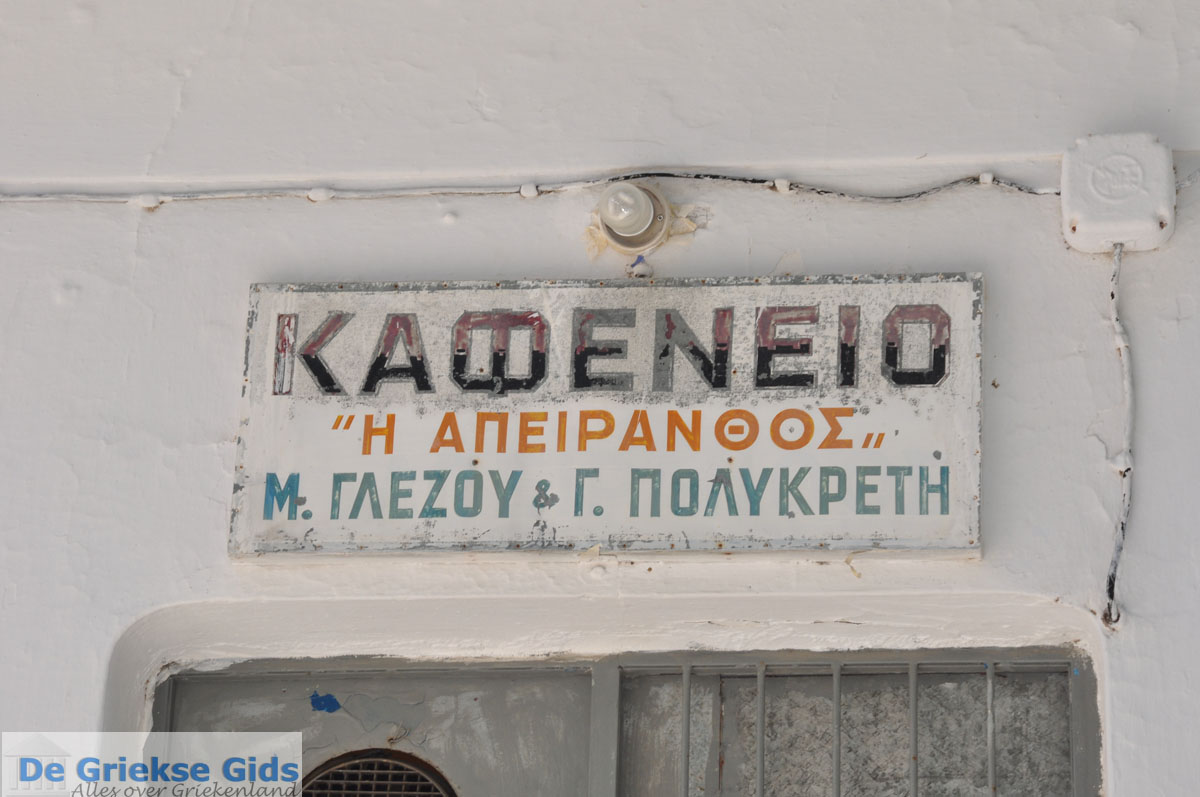 ΚΑΦΕΝΕΙΟ
"Η ΑΠΕΙΡΑΝΘΟΣ„
Μ. ΓΛΕΖΟΥ & Γ. ΠΟΛΥΚΡΕΤΗ
De Griekse Gids
Alles over Griekenland